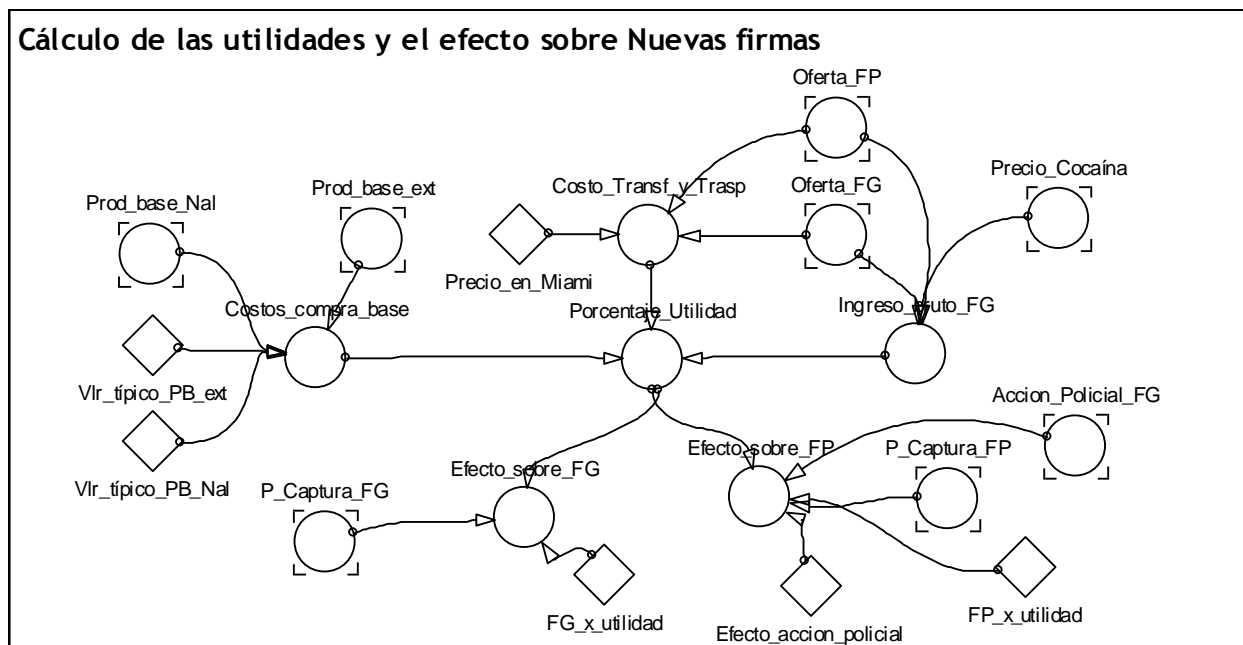 Cálculo de las utilidades y el efecto sobre Nuevas firmas
Oferta_FP
Precio_Cocaína
Prod_base_ext
Costo_Transf_y_Trasp
Oferta_FG
Prod_base_Nal
Precio_en_Miami
Costos_compra_base
Porcentaje_Utilidad
Ingreso_bruto_FG
Vlr_típico_PB_ext
Accion_Policial_FG
Efecto_sobre_FP
P_Captura_FP
Efecto_sobre_FG
Vlr_típico_PB_Nal
P_Captura_FG
FG_x_utilidad
Efecto_accion_policial
FP_x_utilidad